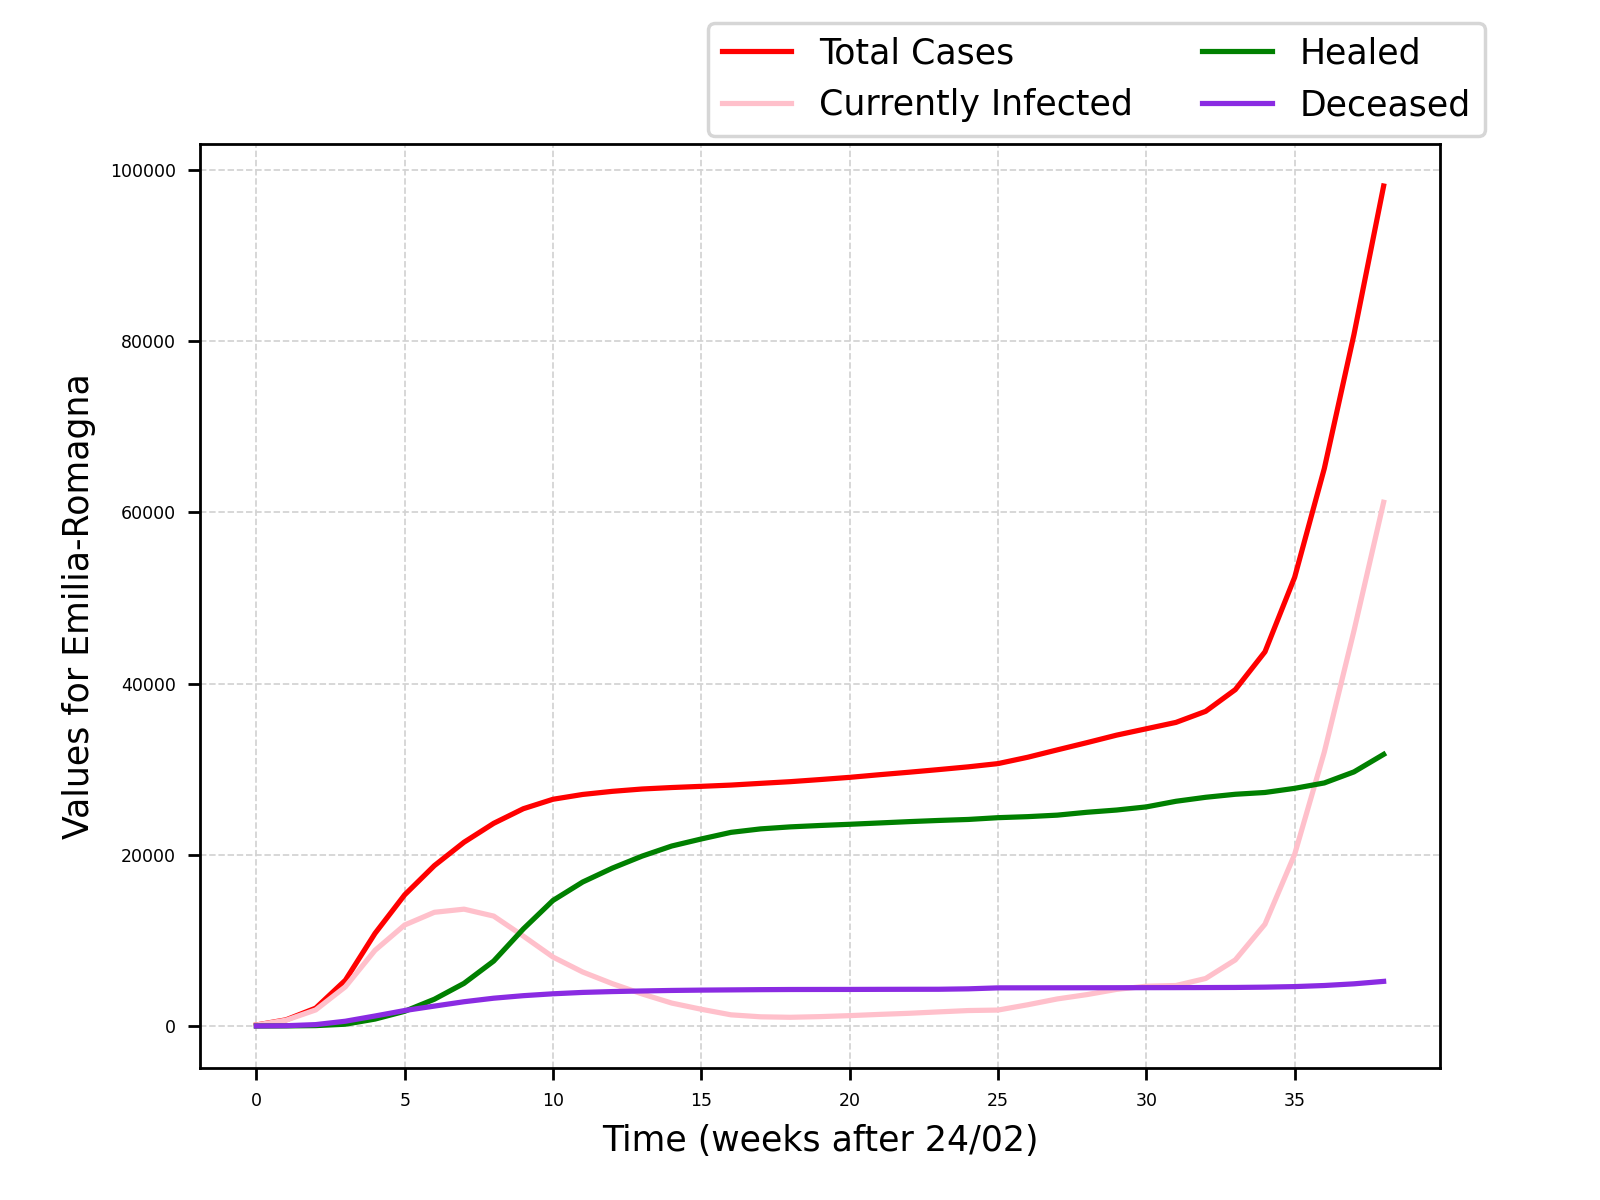 Total Cases
Currently Infected
Healed
Deceased
100000
80000
60000
40000
20000
0
Values for Emilia-Romagna
0 5 10 15 20 25 30 35
Time (weeks after 24/02)